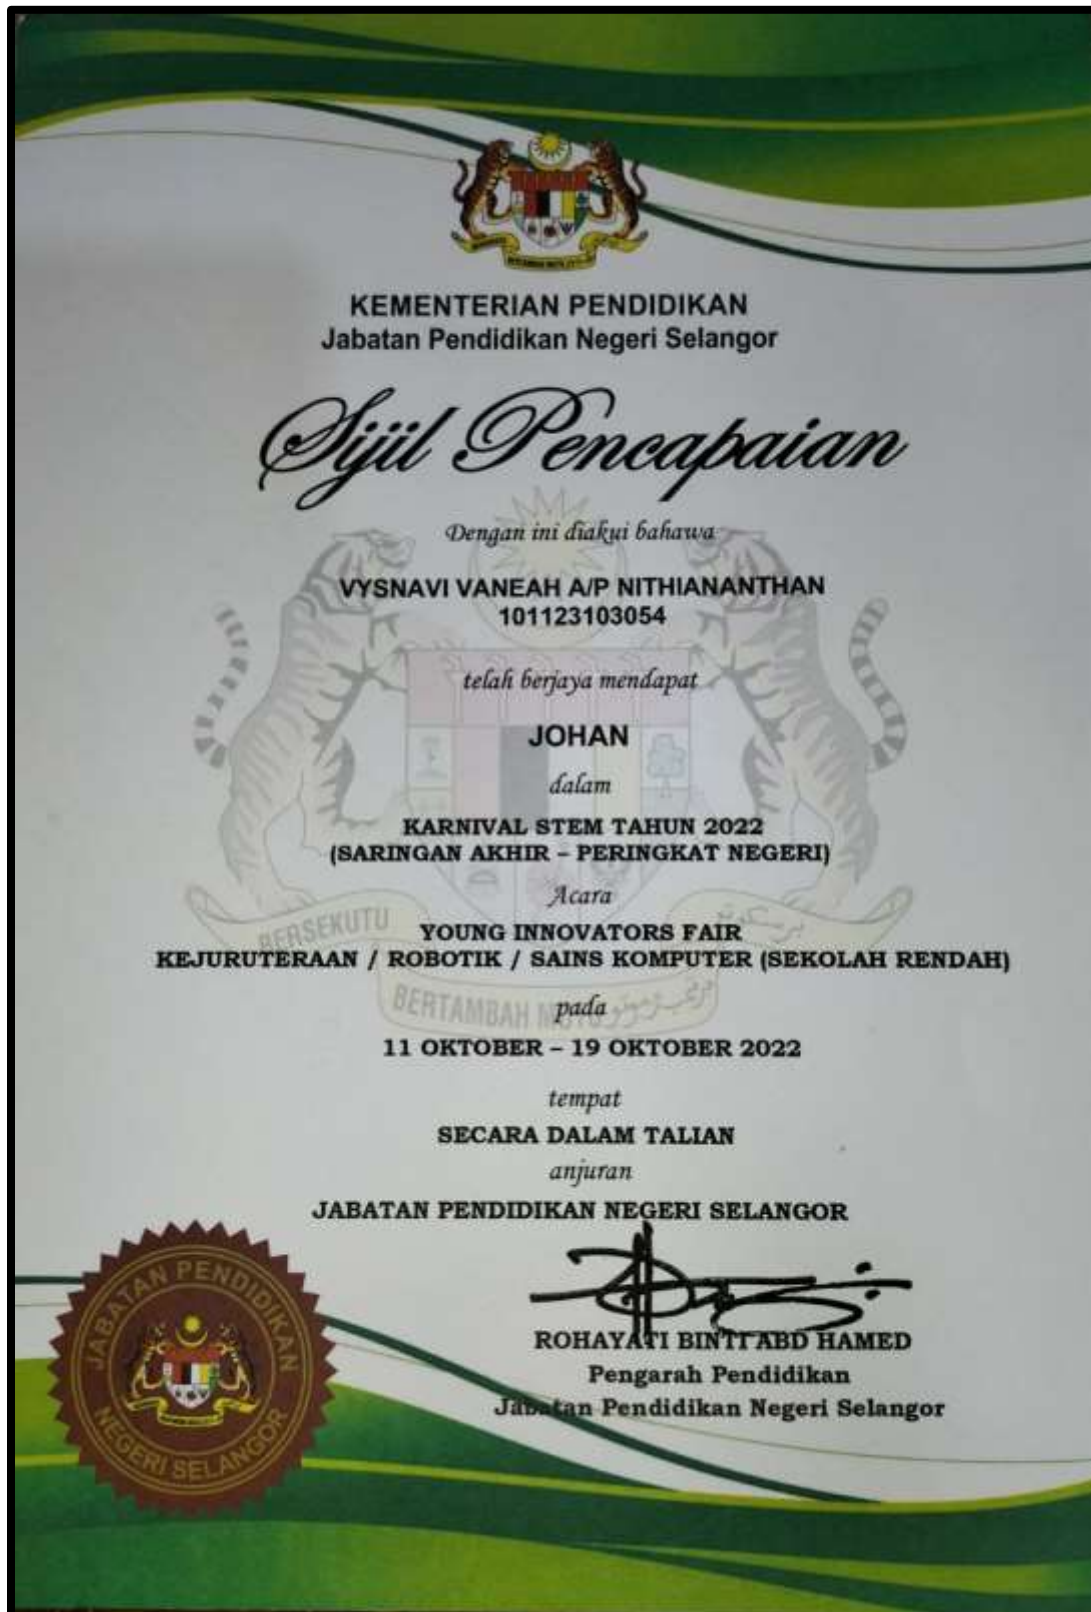 KEMENTERIAN PENDIDIKAN
Jabatan Pendidikan Negeri Selangor
Sijil Pencapaian
Dengan ini diakui bahawa
VYSNAVI VANEAH A/P NITHIANANTHAN
101123103054
telah berjaya mendapat
JOHAN
dalam
KARNIVAL STEM TAHUN 2022
(SARINGAN AKHIR – PERINGKAT NEGERI)
Acara
BERSEKUTU
YOUNG INNOVATORS FAIR
KEJURUTERAAN / ROBOTIK / SAINS KOMPUTER (SEKOLAH RENDAH)
BERTAMBAH
pada
11 OKTOBER – 19 OKTOBER 2022
tempat
SECARA DALAM TALIAN
anjuran
JABATAN PENDIDIKAN NEGERI SELANGOR
ROHAYATI BINTI ABD HAMED
Pengarah Pendidikan
Jabatan Pendidikan Negeri Selangor
JABATAN PENDIDIKAN
NEGERI SELANGOR